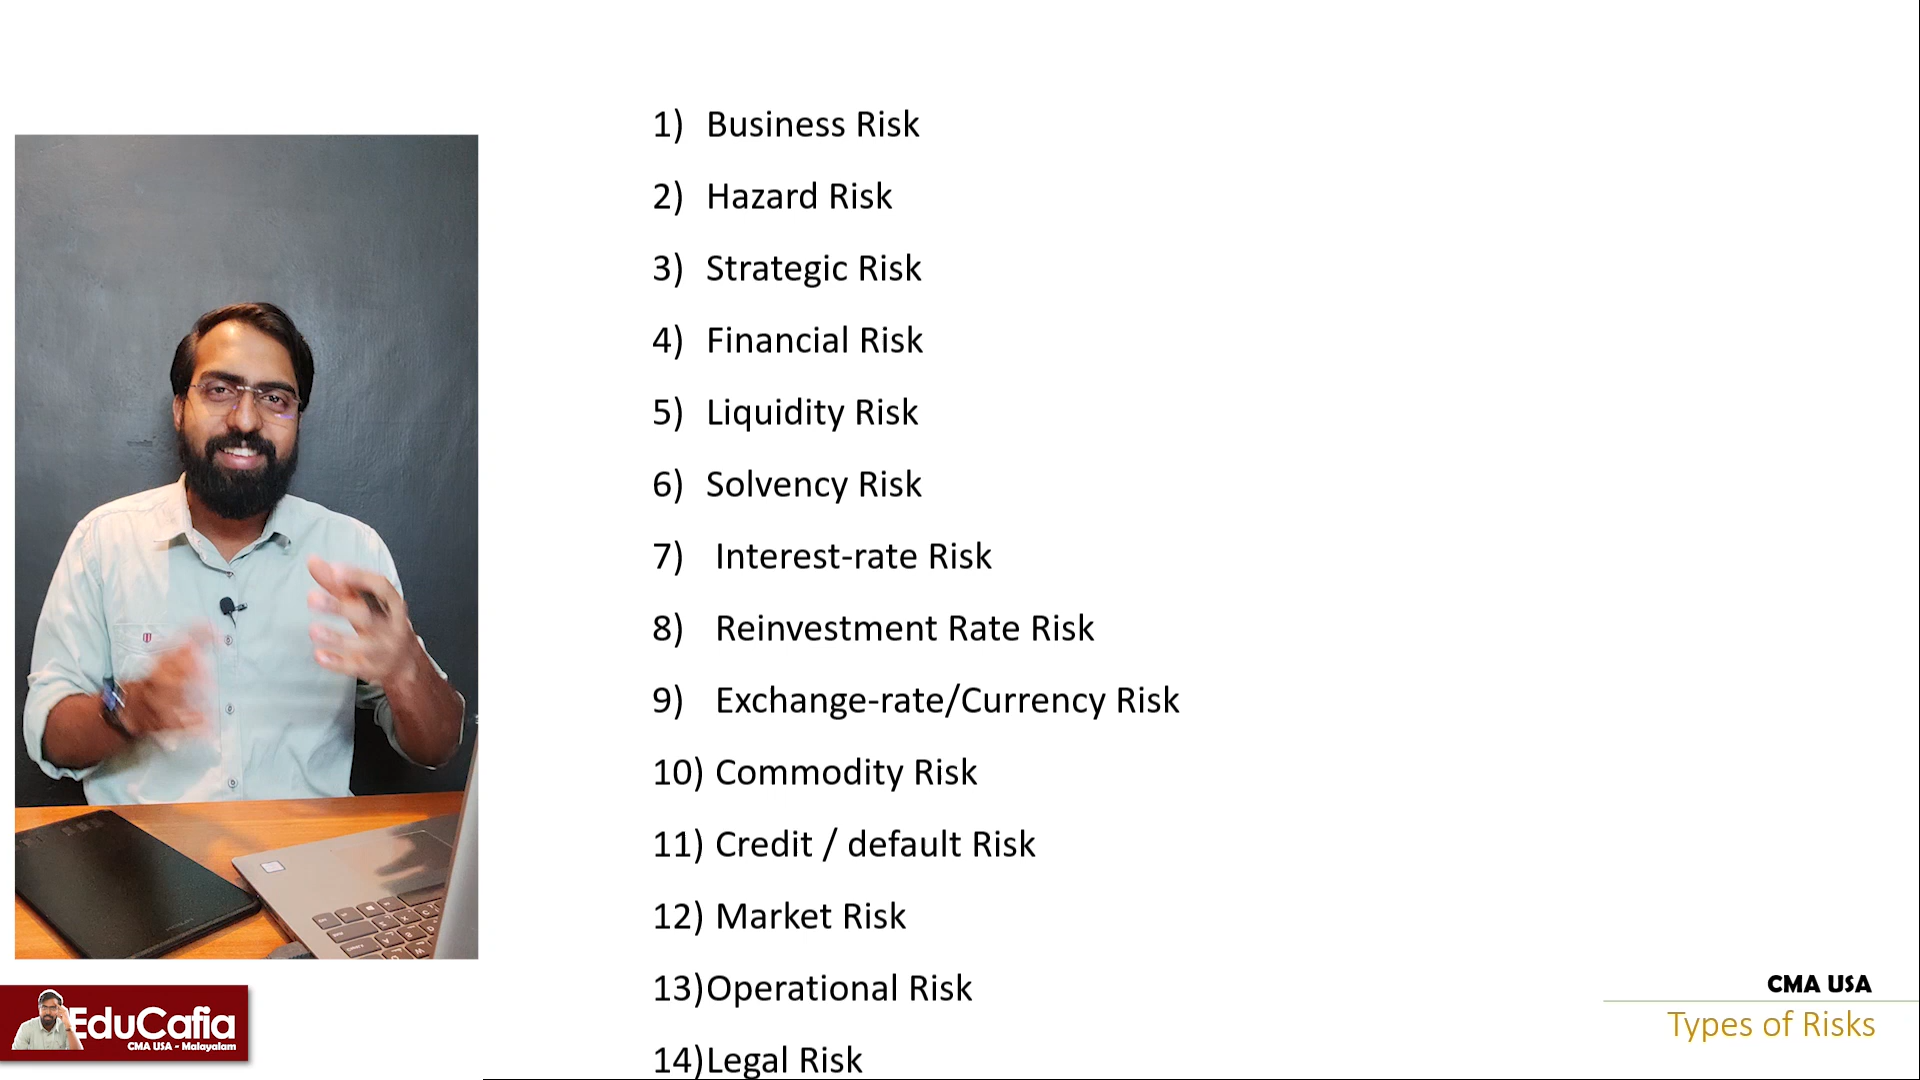 1) Business Risk
2) Hazard Risk
3) Strategic Risk
4) Financial Risk
5) Liquidity Risk
6) Solvency Risk
7) Interest-rate Risk
8) Reinvestment Rate Risk
9) Exchange-rate/Currency Risk
10) Commodity Risk
11) Credit / default Risk
12) Market Risk
13)Operational Risk
14)Legal Risk
EduCafia
CMA USA - Malayalam
CMA USA
Types of Risks